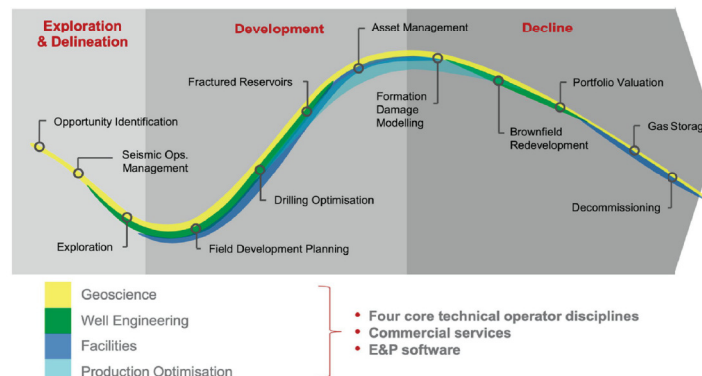 Exploration
& Delineation
Development
Decline
Asset Management
Fractured Reservoirs
Portfolio Valuation
Formation
Damage
Modelling
Opportunity Identification
Gas Storag
Brownfield
Redevelopment
Seismic Ops.
Management
Drilling Optimisation
Decommissioning
Exploration
Field Development Planning
Geoscience
Well Engineering
Facilities
Production Optimisation
• Four core technical operator disciplines
• Commercial services
• E&P software